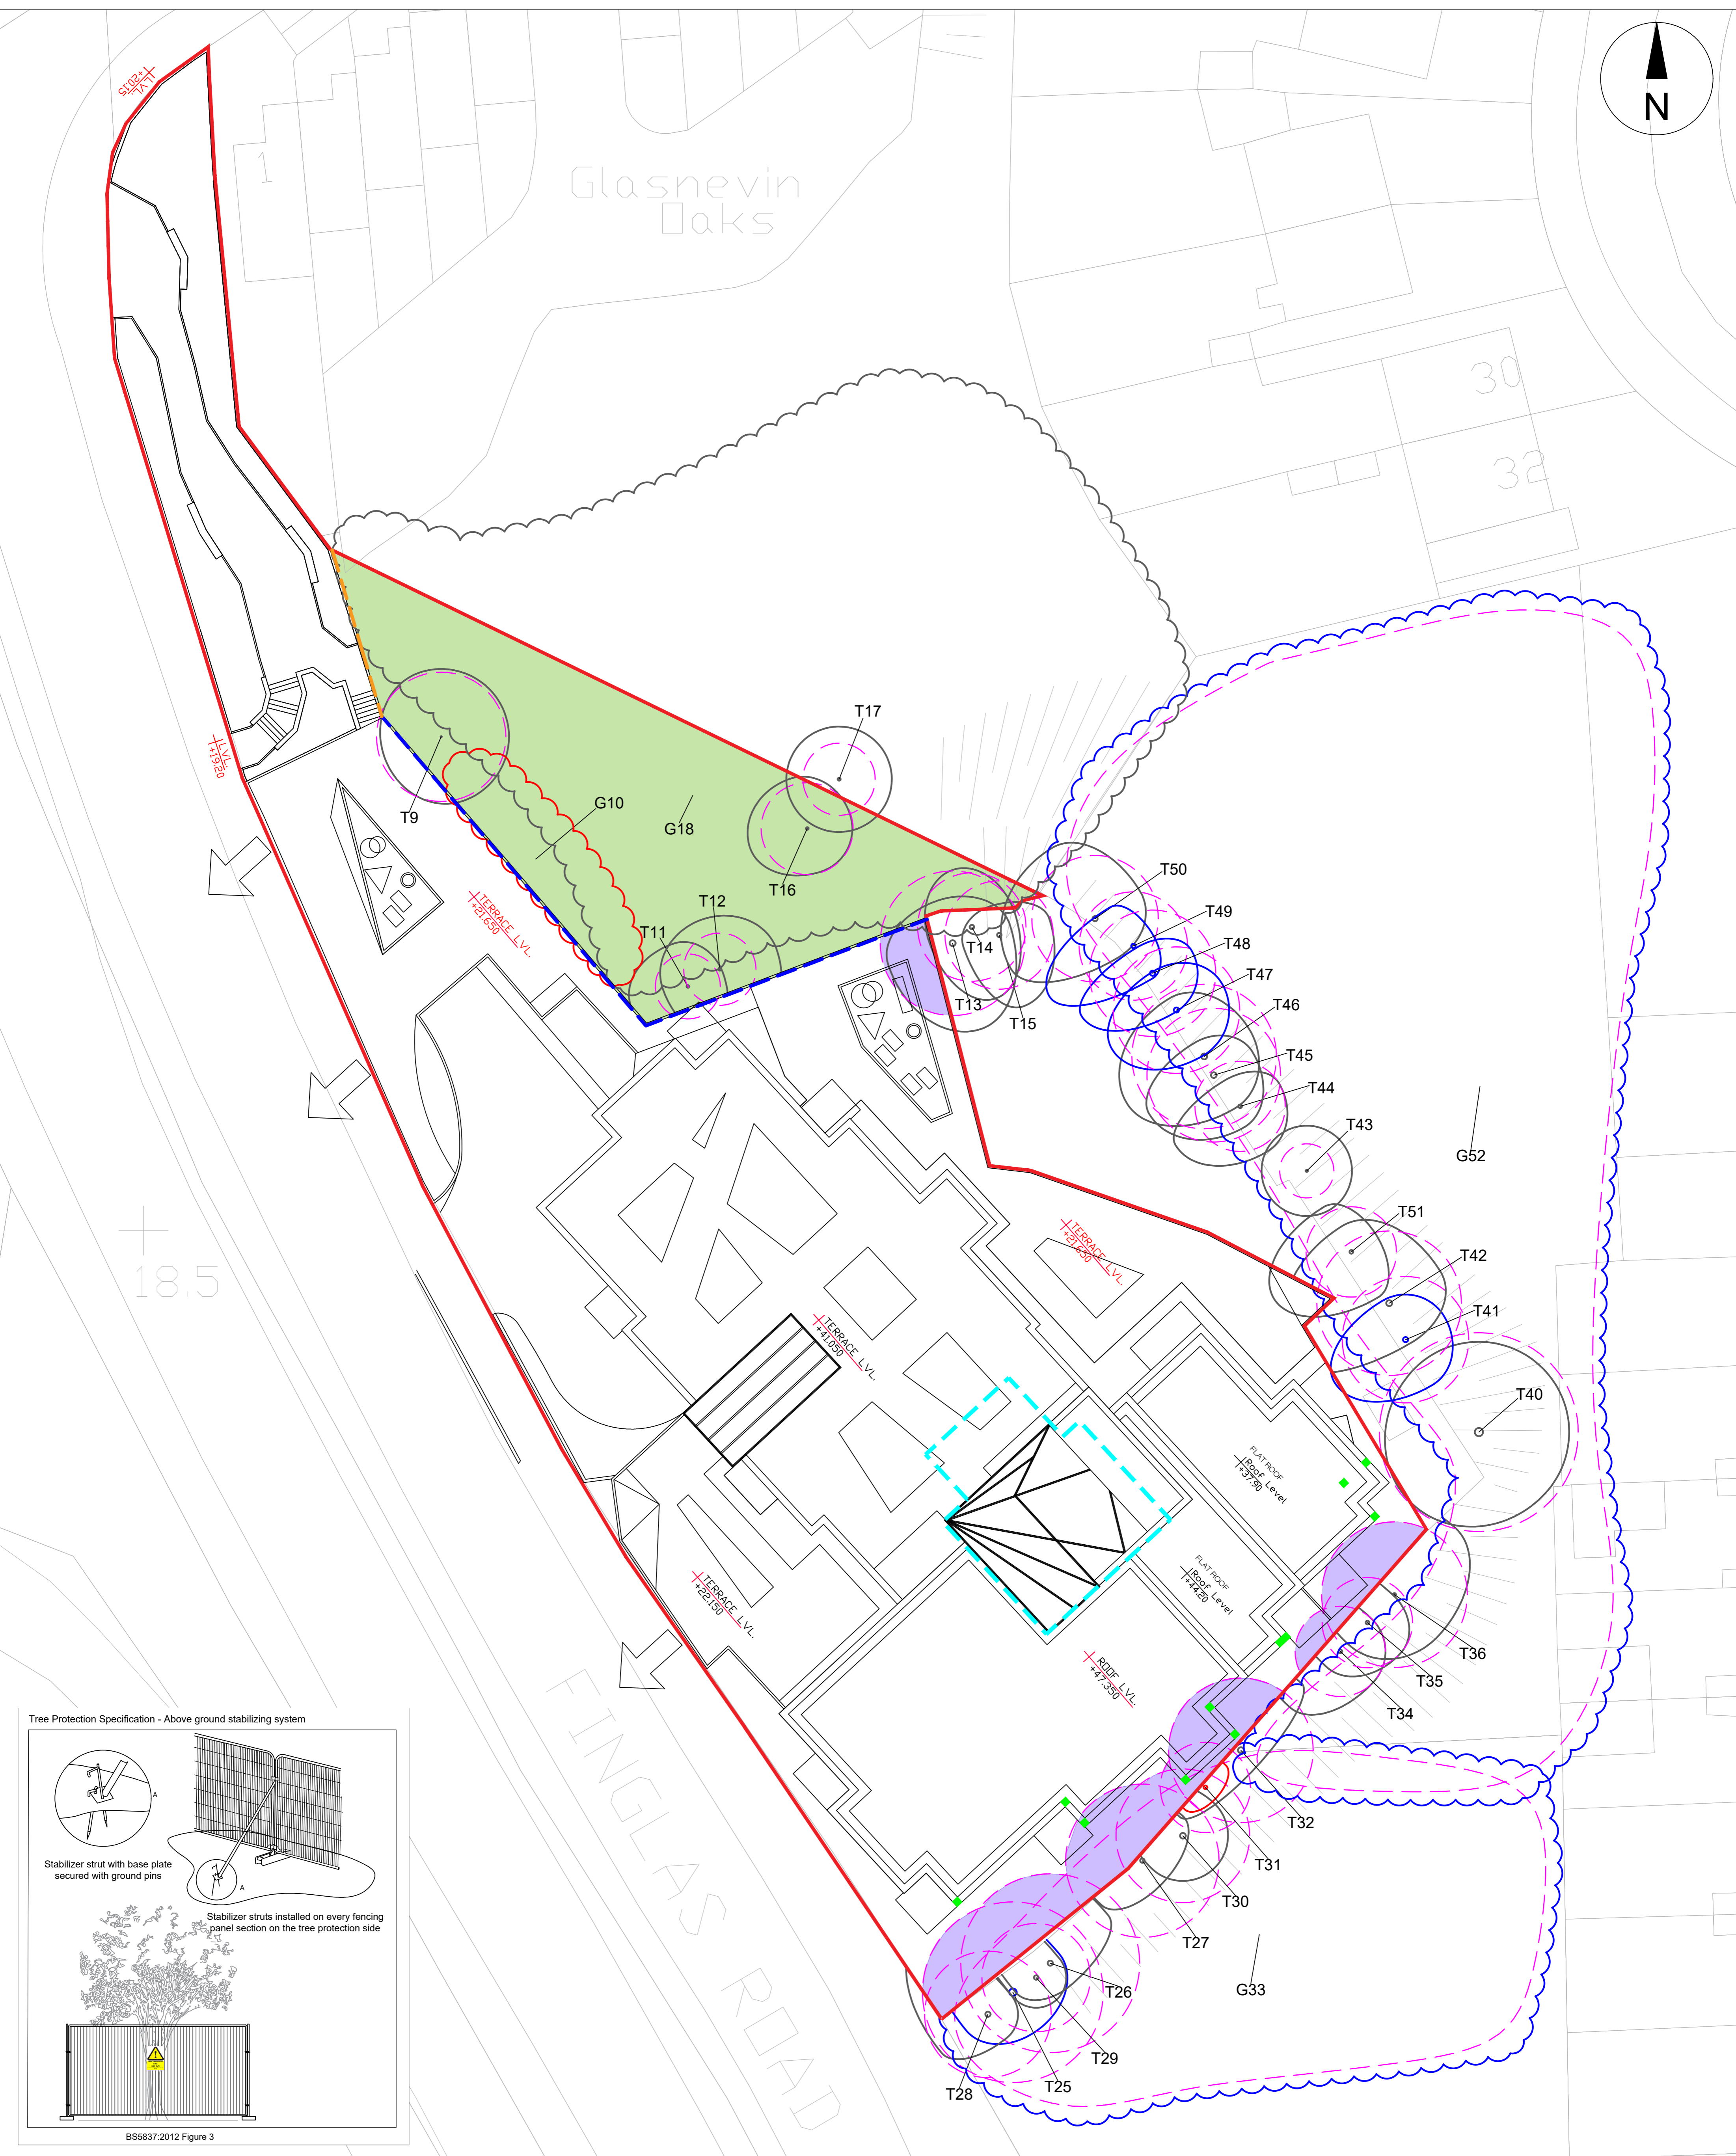 N
LVL.
+20.15
1
Glasnevin
Oaks
30
32
T17
G10
T9
G18
T16
T12
T11
LVL.
+19.20
TERRACE LVL.
+21.650
T50
T49
T48
T14
T47
T13
T15
T46
T45
T44
T43
G52
T51
TERRACE LVL.
+21.650
T42
T41
18.5
TERRACE LVL.
+41.050
T40
FLAT ROOF
Roof Level
+37.90
FLAT ROOF
Roof Level
+44.20
TERRACE LVL.
+22.150
T36
T35
ROOF LVL.
+47.350
T34
FINGLAS ROAD
T32
T31
T30
T27
G33
T26
T29
T25
T28
Tree Protection Specification - Above ground stabilizing system
A
Stabilizer strut with base plate
secured with ground pins
A
Stabilizer struts installed on every fencing
panel section on the tree protection side
BS5837:2012 Figure 3